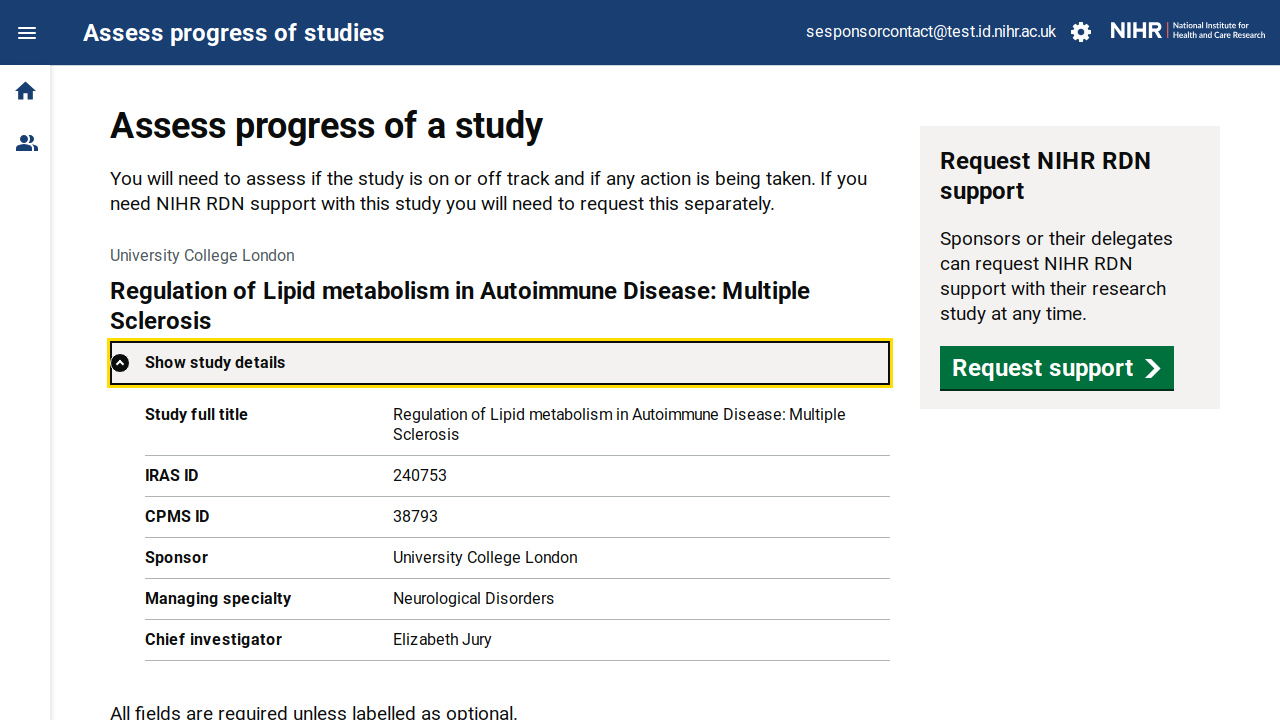 Assess progress of studies
sesponsorcontact@test.id.nihr.ac.uk
NIHR | National Institute for
Health and Care Research
Assess progress of a study
You will need to assess if the study is on or off track and if any action is being taken. If you
need NIHR RDN support with this study you will need to request this separately.
University College London
Regulation of Lipid metabolism in Autoimmune Disease: Multiple
Sclerosis
Show study details
Study full title Regulation of Lipid metabolism in Autoimmune Disease: Multiple
Sclerosis
IRAS ID 240753
CPMS ID 38793
Sponsor University College London
Managing specialty Neurological Disorders
Chief investigator Elizabeth Jury
All fields are required unless labelled as optional.
Request NIHR RDN
support
Sponsors or their delegates
can request NIHR RDN
support with their research
study at any time.
Request support